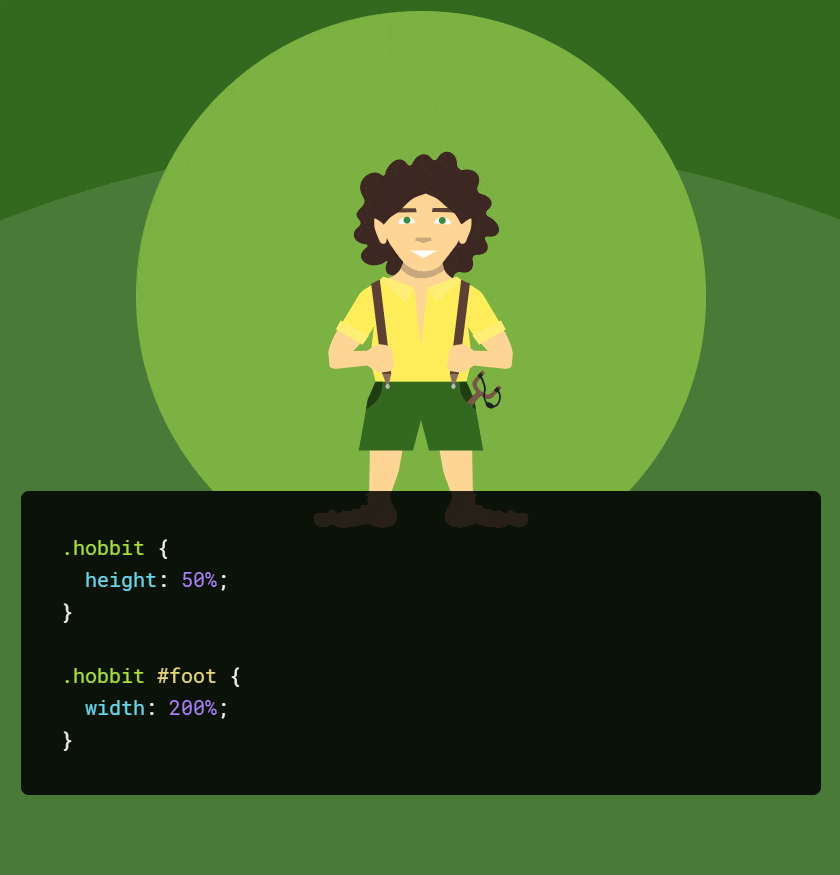 .hobbit {
  height: 50%;
}

.hobbit #foot {
  width: 200%;
}